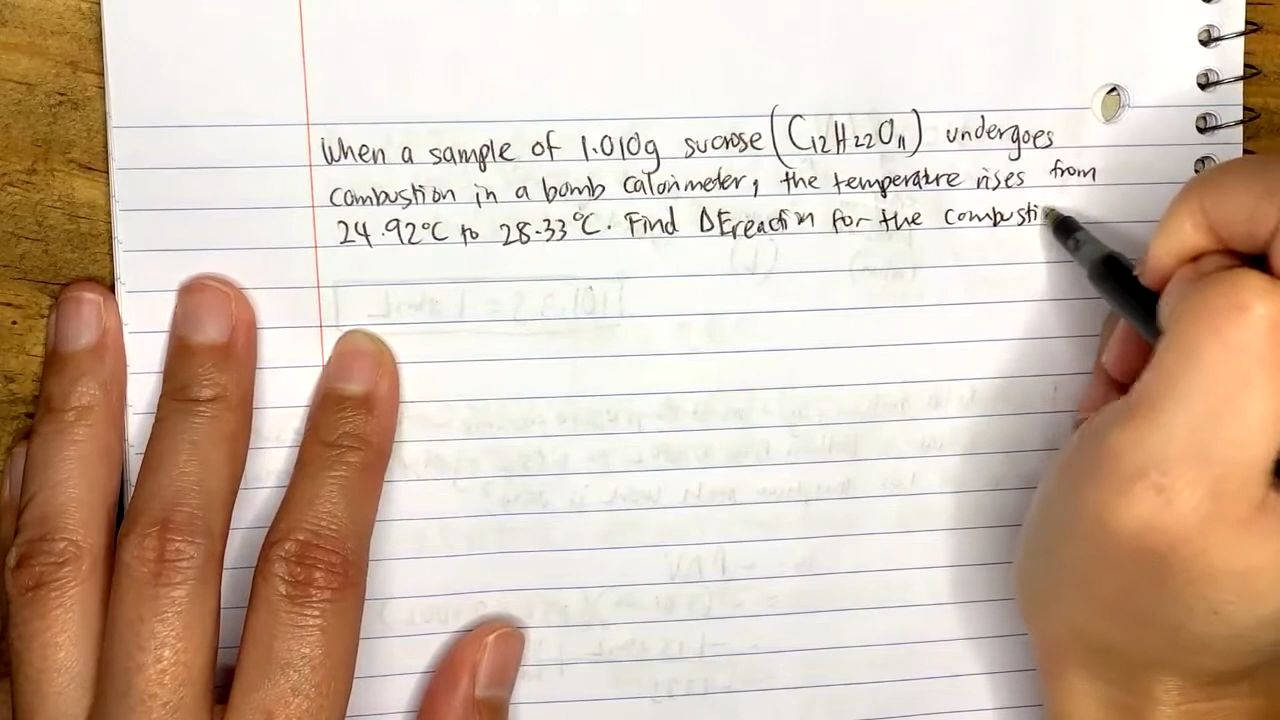 When a sample of 1.010g sucrose (C12H22O11) undergoes
combustion in a bomb calorimeter, the temperature rises from
24.92°C to 28.33°C. Find ΔEreaction for the combusti